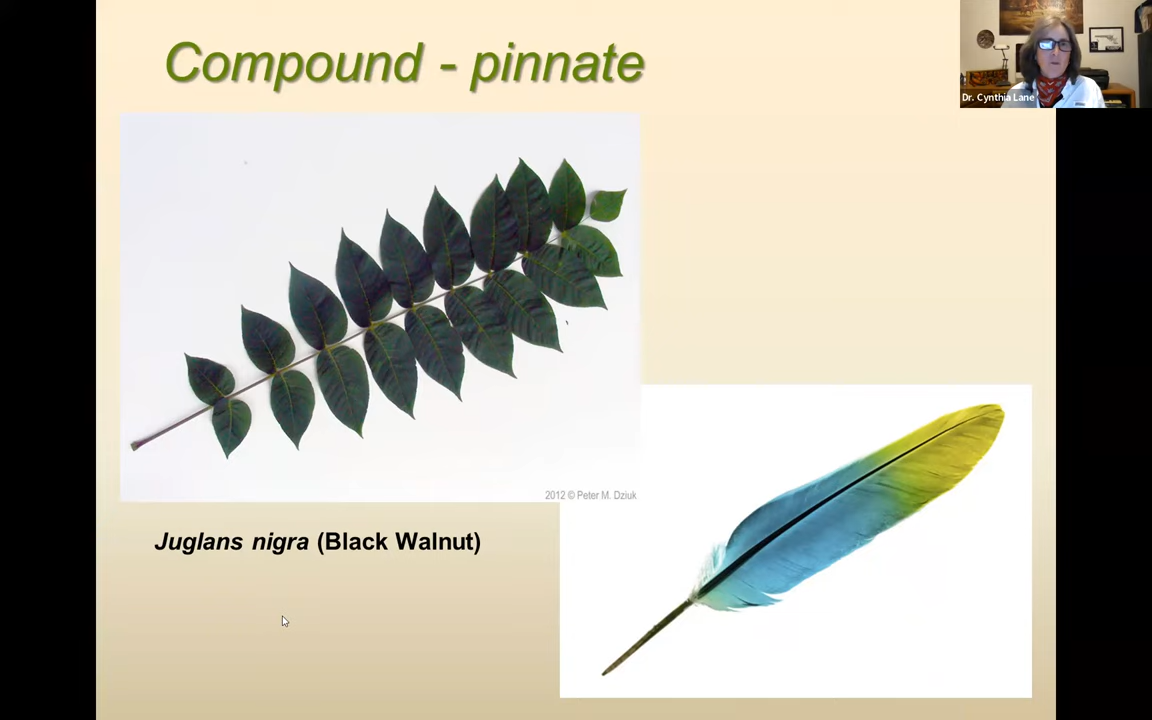 Compound - pinnate
Dr. Cynthia Lane
2012 © Peter M. Dziuk
Juglans nigra (Black Walnut)